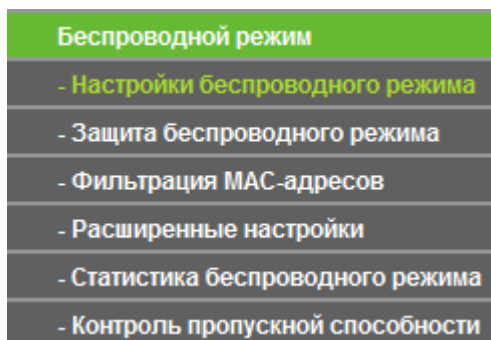 Беспроводной режим
- Настройки беспроводного режима
- Защита беспроводного режима
- Фильтрация MAC-адресов
- Расширенные настройки
- Статистика беспроводного режима
- Контроль пропускной способности